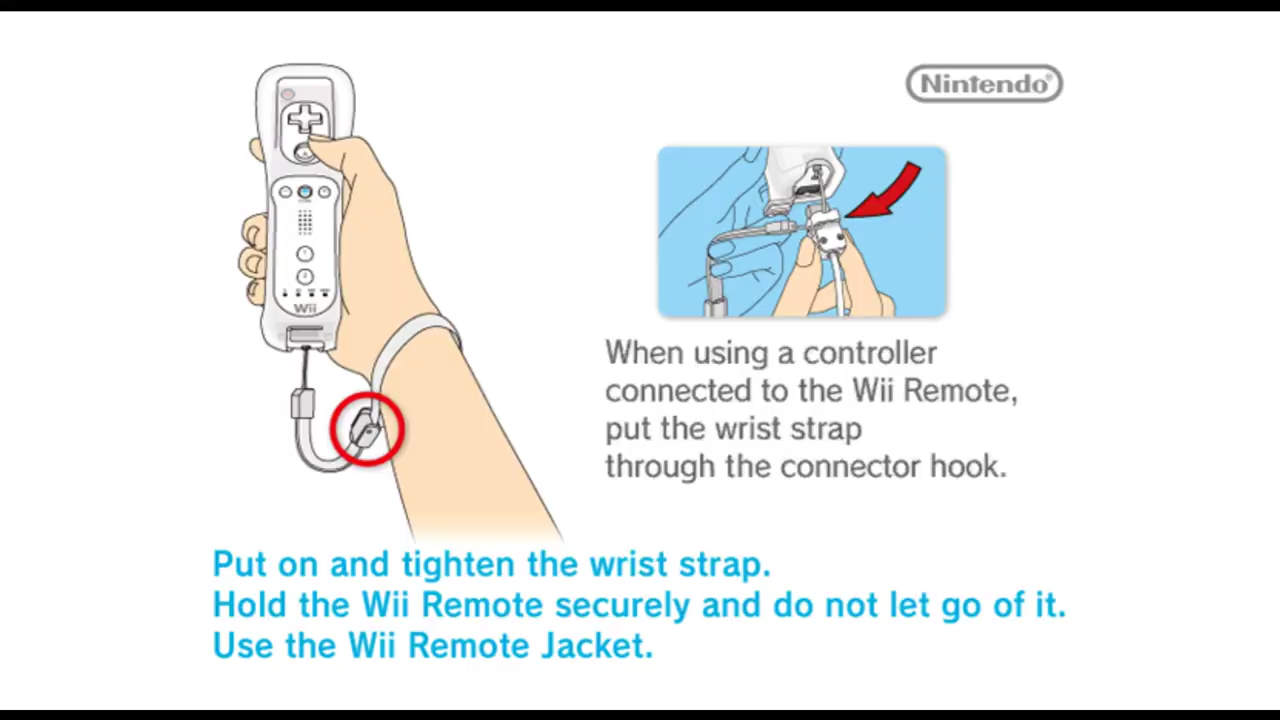 Nintendo®
When using a controller
connected to the Wii Remote,
put the wrist strap
through the connector hook.
Wii
Put on and tighten the wrist strap.
Hold the Wii Remote securely and do not let go of it.
Use the Wii Remote Jacket.